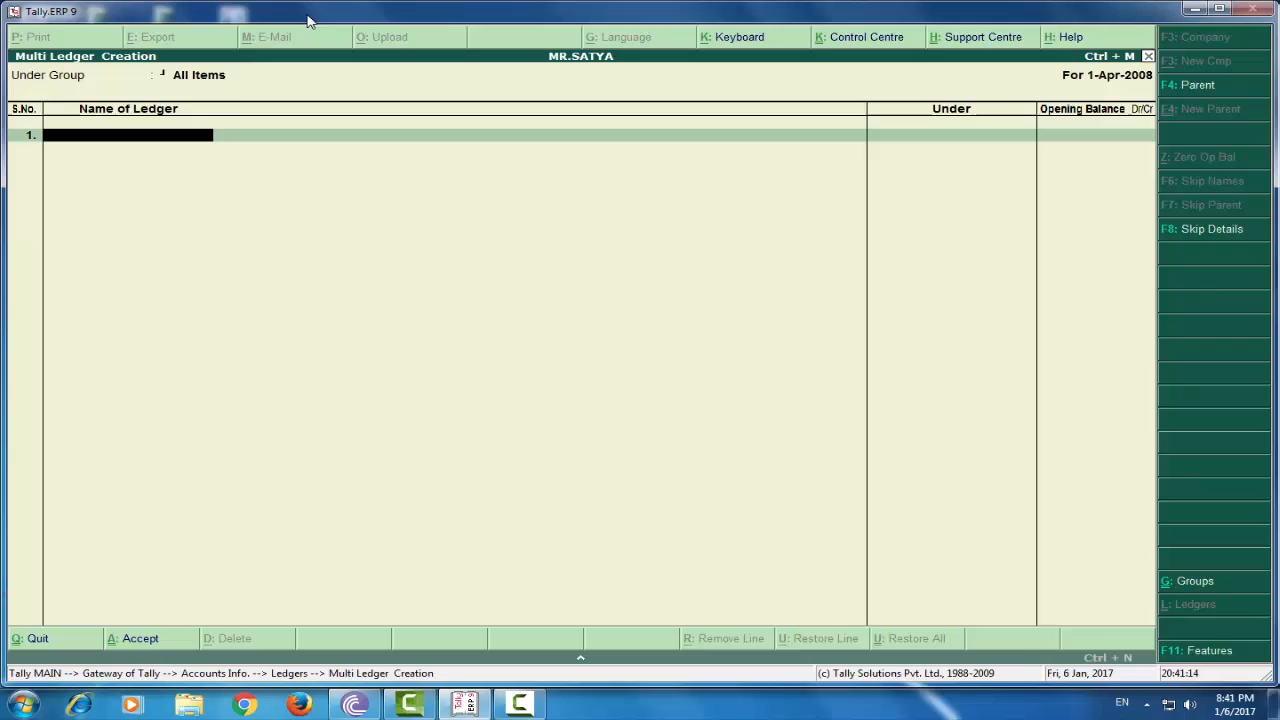 Tally.ERP 9
P: Print E: Export M: E-Mail O: Upload G: Language K: Keyboard K: Control Centre H: Support Centre H: Help
Multi Ledger Creation MR.SATYA Ctrl + M
Under Group : All Items For 1-Apr-2008
S.No. Name of Ledger Under Opening Balance Dr/Cr
1.
F3: Company
F3: New Cmp
F4: Parent
F4: New Parent
Z: Zero Op Bal
F6: Skip Names
F7: Skip Parent
F8: Skip Details
G: Groups
L: Ledgers
F11: Features
Q: Quit A: Accept D: Delete R: Remove Line U: Restore Line U: Restore All
Ctrl + N
Tally MAIN --> Gateway of Tally --> Accounts Info. --> Ledgers --> Multi Ledger Creation (c) Tally Solutions Pvt. Ltd., 1988-2009 Fri, 6 Jan, 2017 20:41:14
EN 8:41 PM
1/6/2017